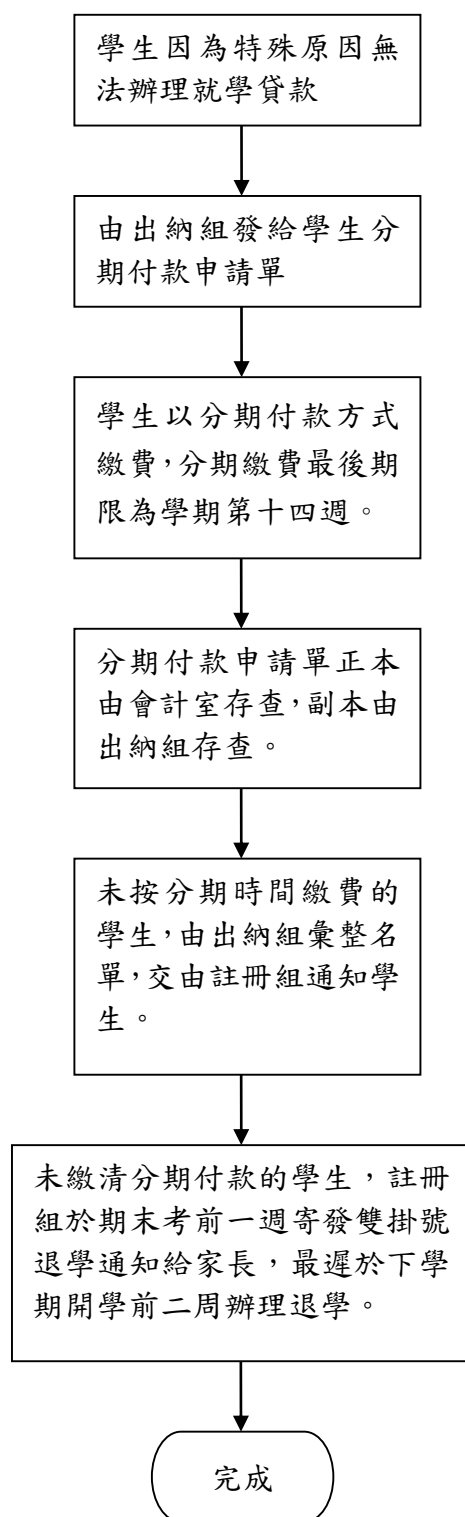 學生因為特殊原因無
法辦理就學貸款
由出納組發給學生分
期付款申請單
學生以分期付款方式
繳費，分期繳費最後期
限為學期第十四週。
分期付款申請單正本
由會計室存查，副本由
出納組存查。
未按分期時間繳費的
學生，由出納組彙整名
單，交由註冊組通知學
生。
未繳清分期付款的學生，註冊
組於期末考前一週寄發雙掛號
退學通知給家長，最遲於下學
期開學前二周辦理退學。
完成